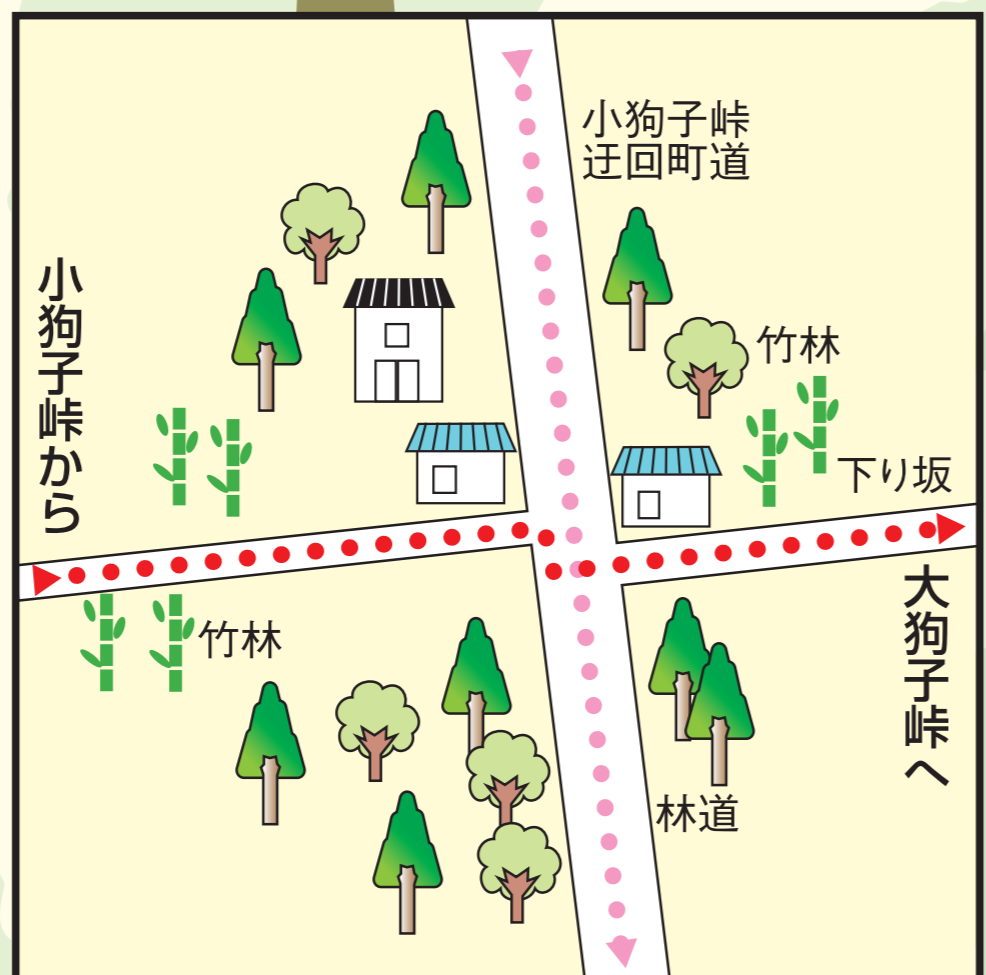 小狗子峠
迂回町道
小狗子峠から
竹林
下り坂
竹林
大狗子峠へ
林道